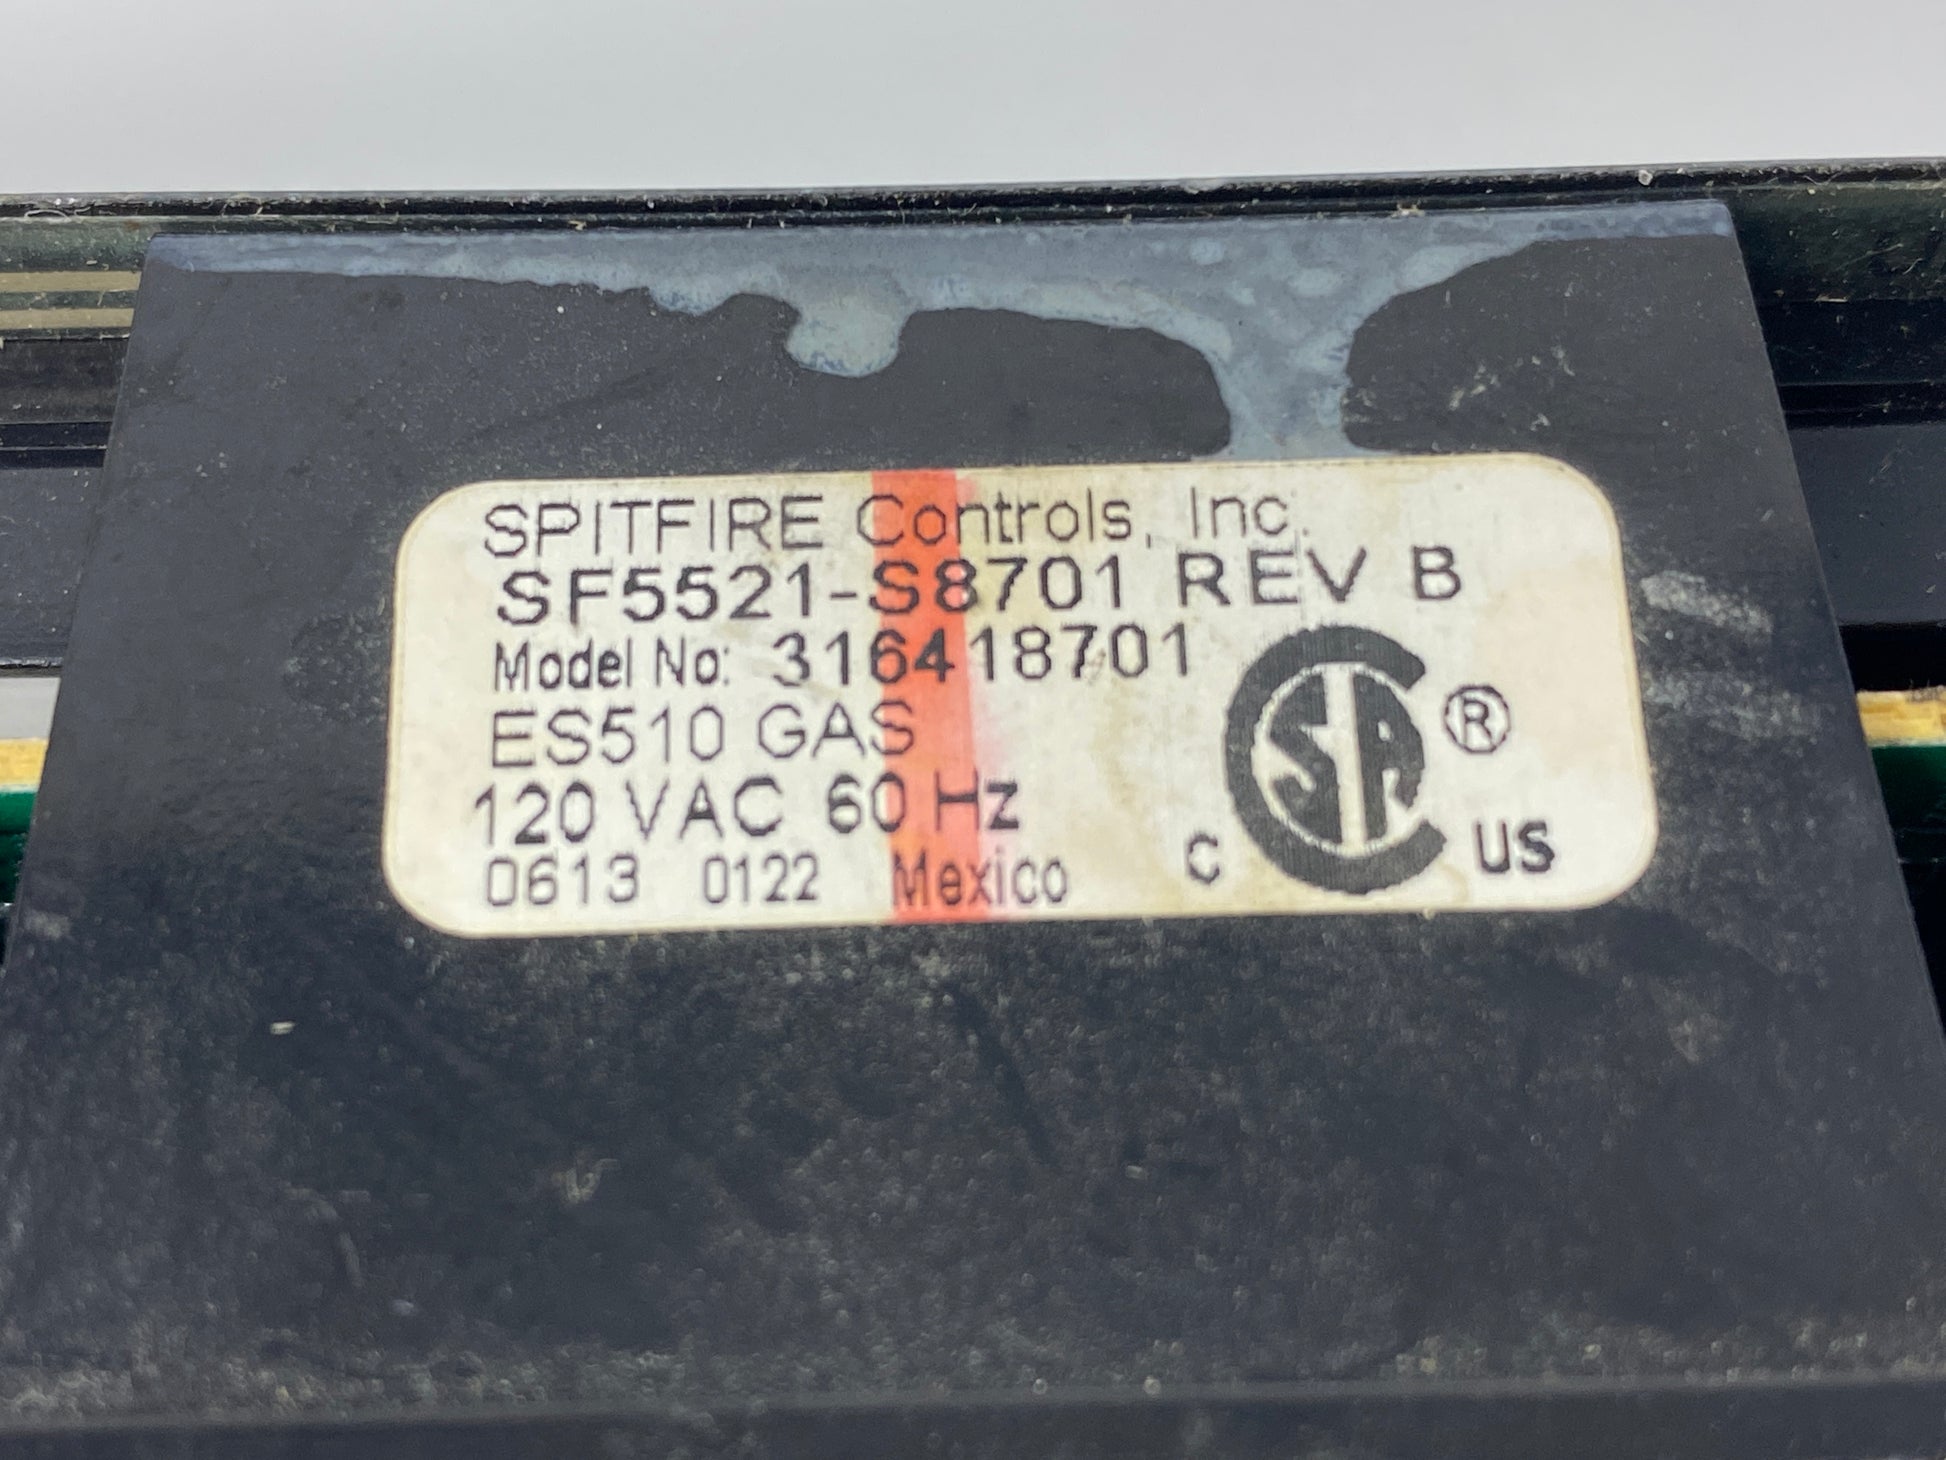 SPITFIRE Controls, Inc.
SF5521-S8701 REV B
Model No: 316418701
ES510 GAS
120 VAC 60 Hz
0613 0122 Mexico
C SP® US